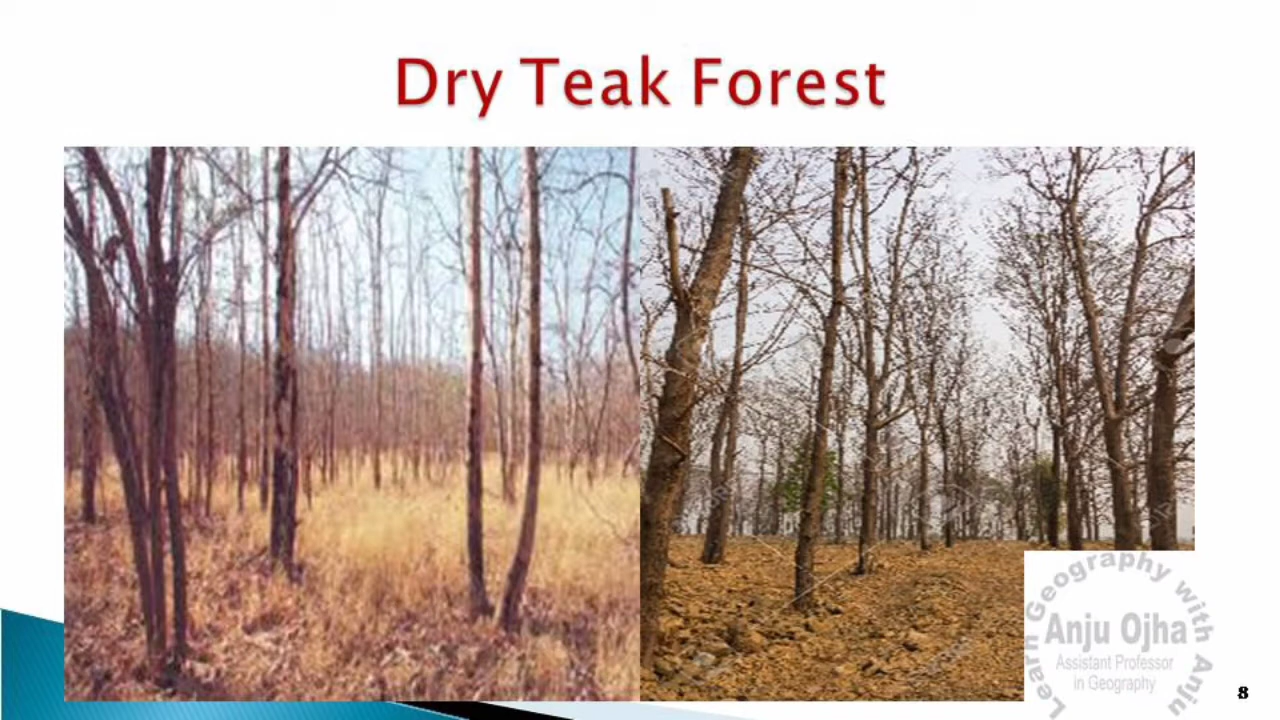 Dry Teak Forest
Learn Geography with Anju
Anju Ojha
Assistant Professor
in Geography
8